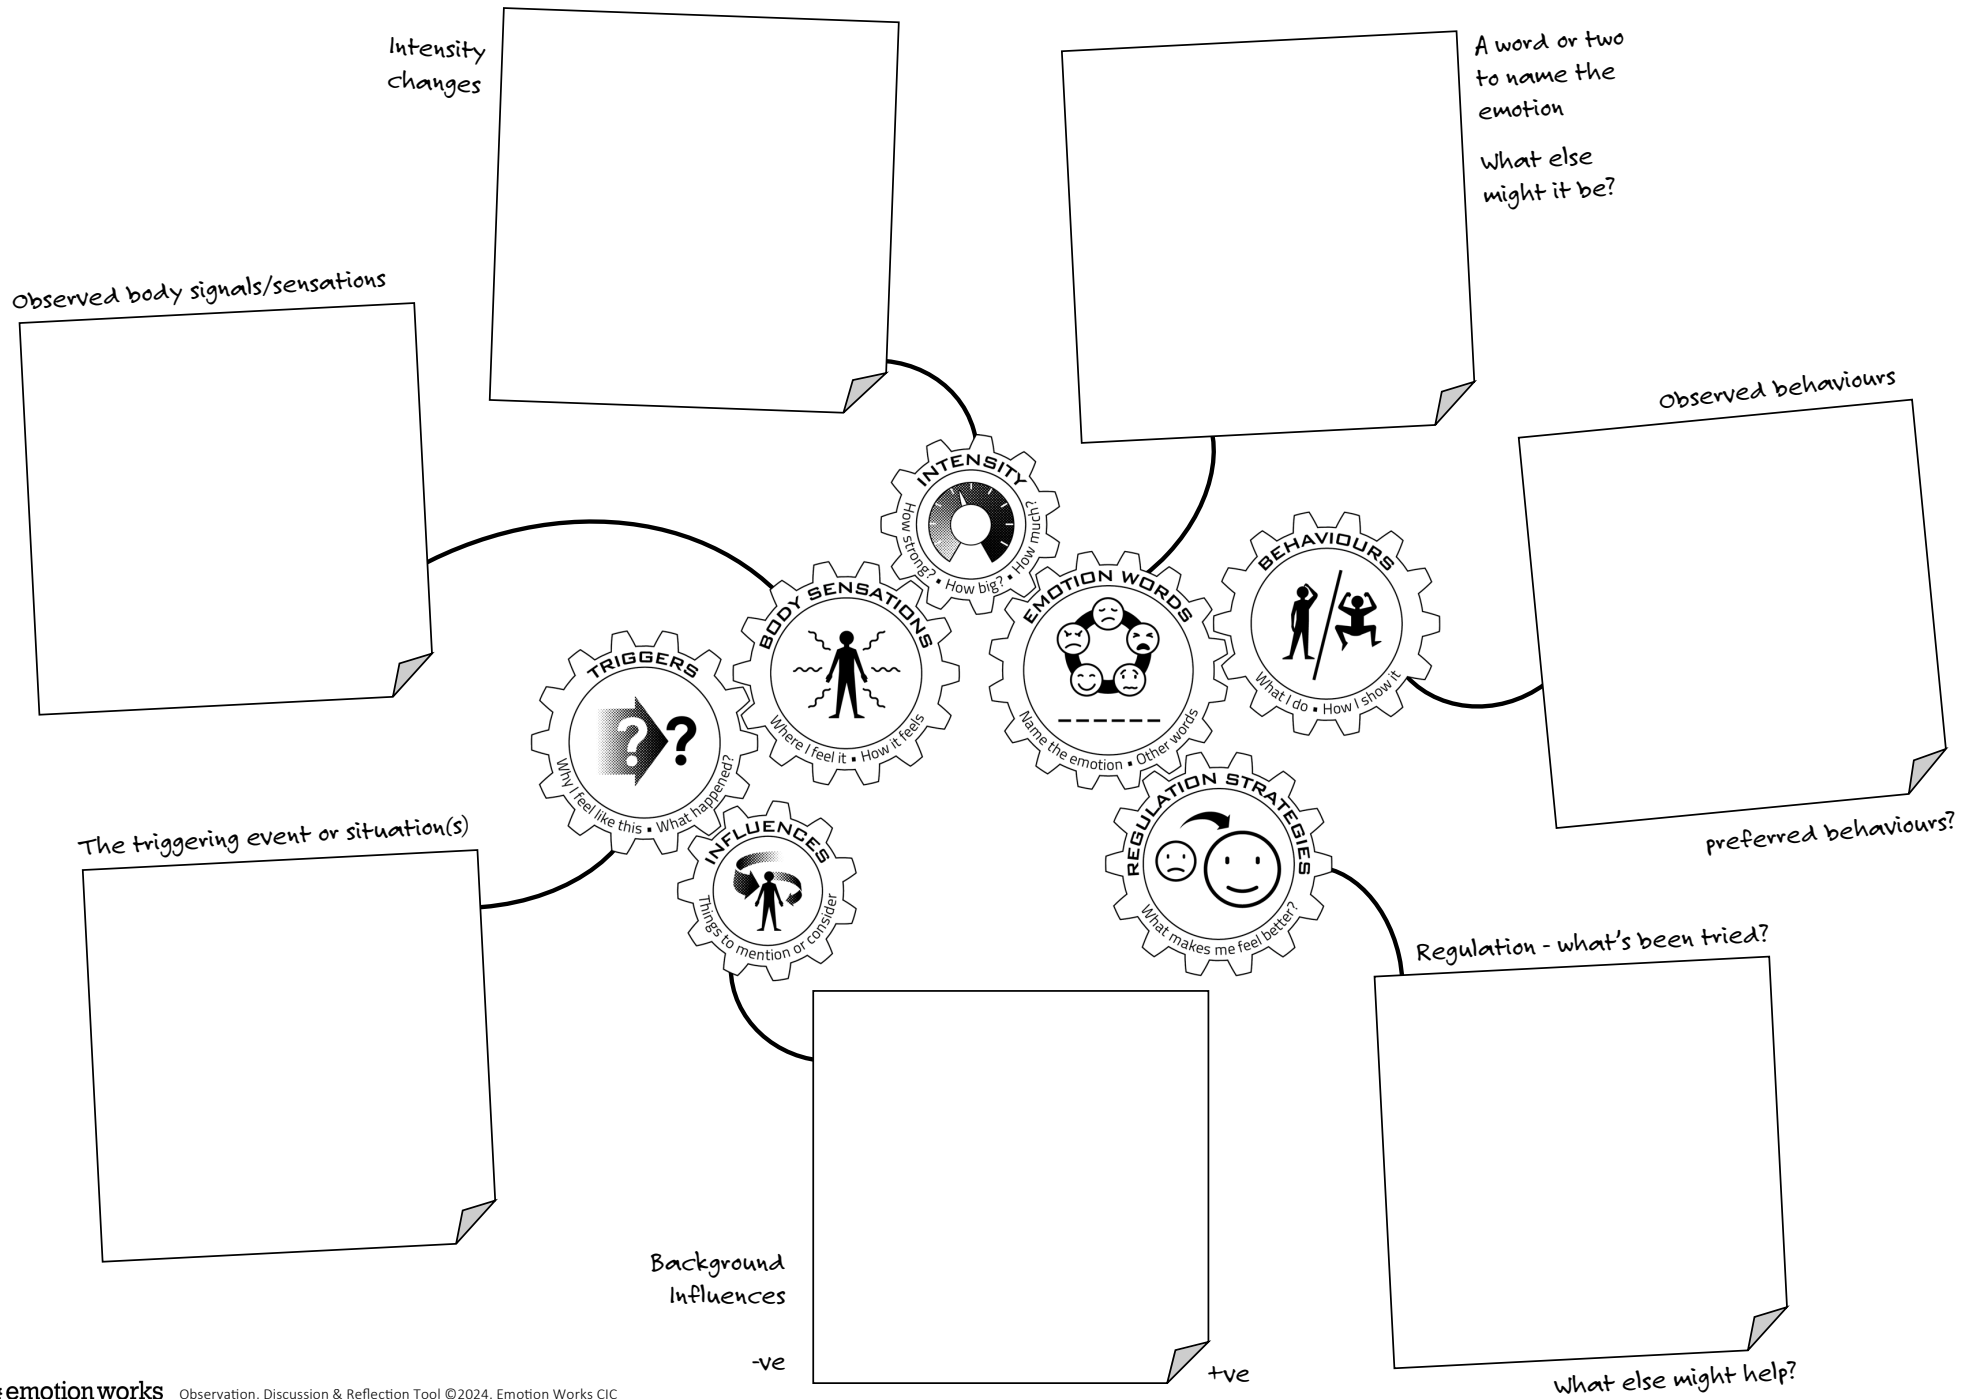 Intensity
changes
A word or two
to name the
emotion
What else
might it be?
Observed body signals/sensations
Observed behaviours
INTENSITY
How strong? ▪ How big? ▪ How much?
BODY SENSATIONS
Where I feel it ▪ How it feels
EMOTION WORDS
Name the emotion ▪ Other words
BEHAVIOURS
What I do ▪ How I show it
TRIGGERS
? ?
Why I feel like this ▪ What happened?
INFLUENCES
Things to mention or consider
REGULATION STRATEGIES
What makes me feel better?
preferred behaviours?
The triggering event or situation(s)
Regulation - what's been tried?
Background
Influences
-ve
+ve
What else might help?
emotion works Observation, Discussion & Reflection Tool ©2024. Emotion Works CIC